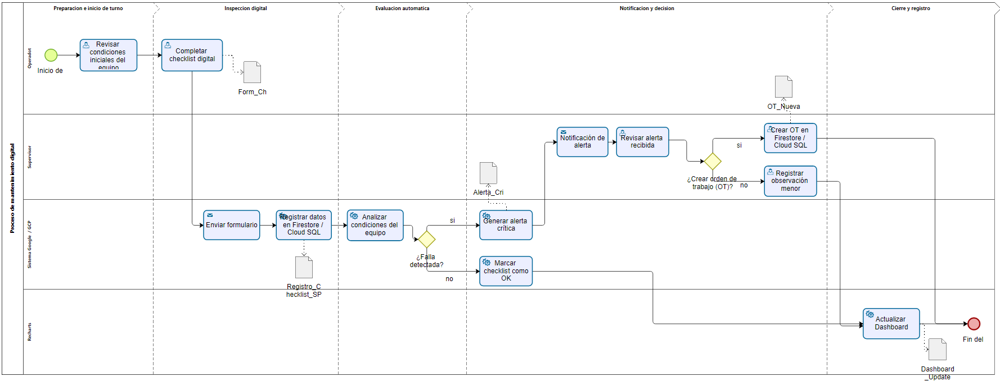 Preparacion e inicio de turno
Inspeccion digital
Evaluacion automatica
Notificacion y decision
Cierre y registro
Proceso de mantenimiento digital
Operadot
Inicio de
Revisar
condiciones
iniciales del
equipo
Completar
checklist digital
Form_Ch
OT_Nueva
Supervisor
Notificación de
alerta
Revisar alerta
recibida
¿Crear orden de
trabajo (OT)?
si
no
Crear OT en
Firestore /
Cloud SQL
Registrar
observación
menor
Alerta_Cri
Sistema Google / GCP
Enviar formulario
Registrar datos
en Firestore /
Cloud SQL
Registro_C
hecklist_SP
Analizar
condiciones del
equipo
¿Falla
detectada?
si
no
Generar alerta
crítica
Marcar
checklist como
OK
Recharts
Actualizar
Dashboard
Dashboard
_Update
Fin del